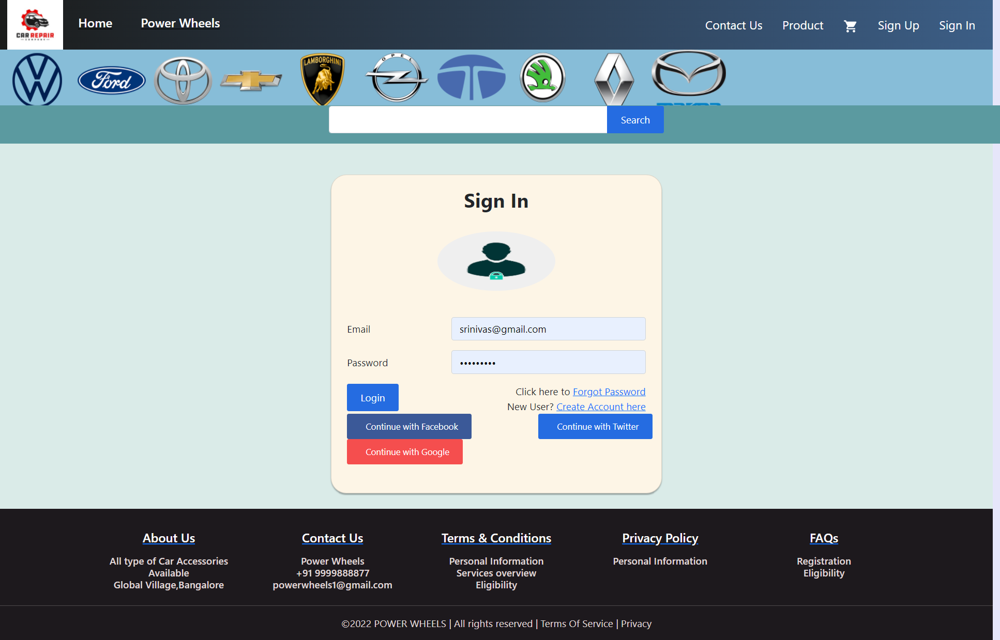 CAR REPAIR
COMPANY
Home
Power Wheels
Contact Us
Product
Sign Up
Sign In
Ford
LAMBORGHINI
OPEL
Search
Sign In
Email
srinivas@gmail.com
Password
•••••••••
Login
Click here to Forgot Password
New User? Create Account here
Continue with Facebook
Continue with Twitter
Continue with Google
About Us
All type of Car Accessories
Available
Global Village,Bangalore
Contact Us
Power Wheels
+91 9999888877
powerwheels1@gmail.com
Terms & Conditions
Personal Information
Services overview
Eligibility
Privacy Policy
Personal Information
FAQs
Registration
Eligibility
©2022 POWER WHEELS | All rights reserved | Terms Of Service | Privacy